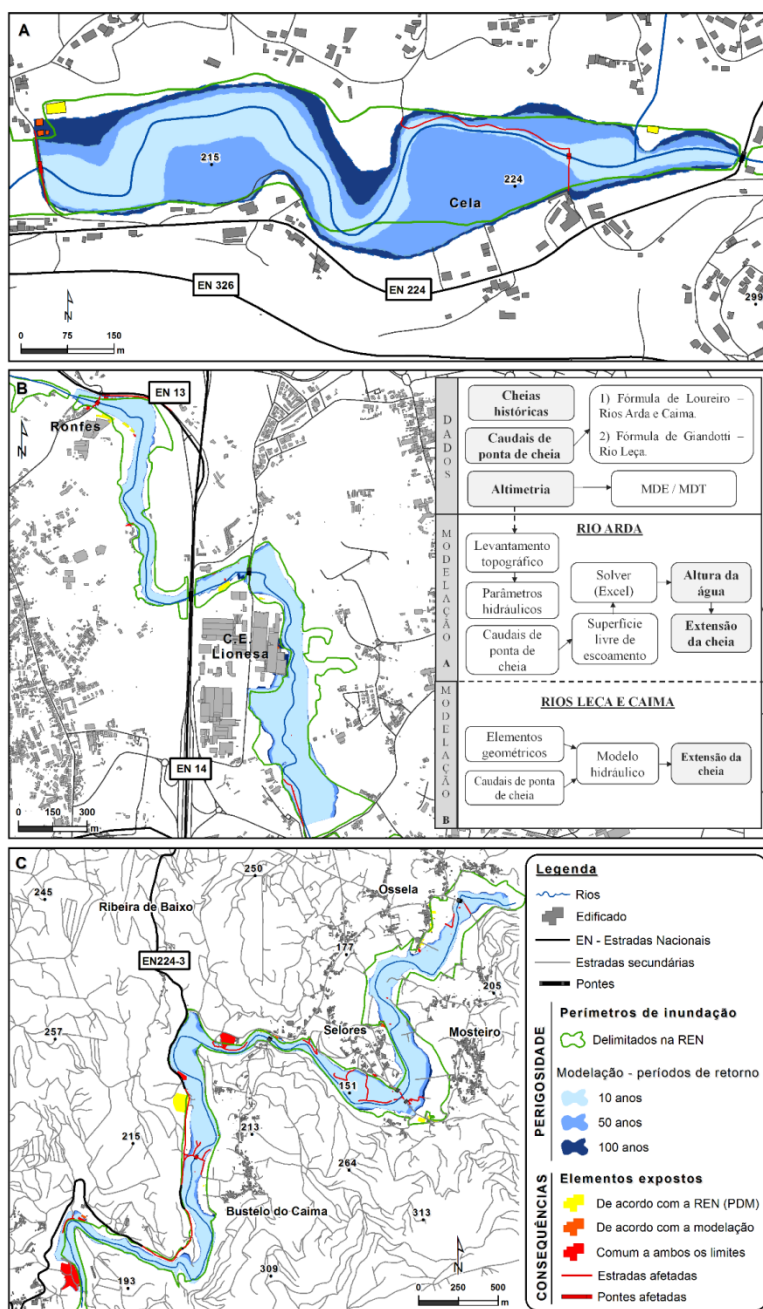 A
215
224
Cela
EN 326
EN 224
299
N
0 75 150
m
B
EN 13
Ronfes
N
C.E.
Lionesa
EN 14
0 150 300
m
DADOS
Cheias
históricas
Caudais de
ponta de cheia
1) Fórmula de Loureiro –
Rios Arda e Caima.
2) Fórmula de Giandotti –
Rio Leça.
Altimetria
MDE / MDT
MODELAÇÃO
A
RIO ARDA
Levantamento
topográfico
Parâmetros
hidráulicos
Caudais de
ponta de cheia
Solver
(Excel)
Superfície
livre de
escoamento
Altura da
água
Extensão
da cheia
MODELAÇÃO
B
RIOS LEÇA E CAIMA
Elementos
geométricos
Caudais de ponta
de cheia
Modelo
hidráulico
Extensão da
cheia
C
245
250
Ossela
Ribeira de Baixo
EN224-3
177
205
257
Selores
Mosteiro
151
215
213
264
Bustelo do Caima
313
193
309
N
0 250 500
m
Legenda
Rios
Edificado
EN - Estradas Nacionais
Estradas secundárias
Pontes
PERIGOSIDADE
Perímetros de inundação
Delimitados na REN
Modelação - períodos de retorno
10 anos
50 anos
100 anos
CONSEQUÊNCIAS
Elementos expostos
De acordo com a REN (PDM)
De acordo com a modelação
Comum a ambos os limites
Estradas afetadas
Pontes afetadas